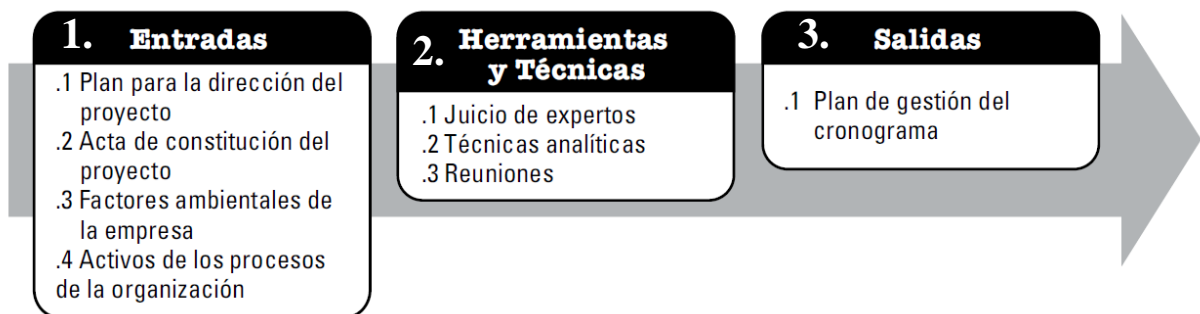 1. Entradas
.1 Plan para la dirección del
proyecto
.2 Acta de constitución del
proyecto
.3 Factores ambientales de
la empresa
.4 Activos de los procesos
de la organización
2. Herramientas
y Técnicas
.1 Juicio de expertos
.2 Técnicas analíticas
.3 Reuniones
3. Salidas
.1 Plan de gestión del
cronograma